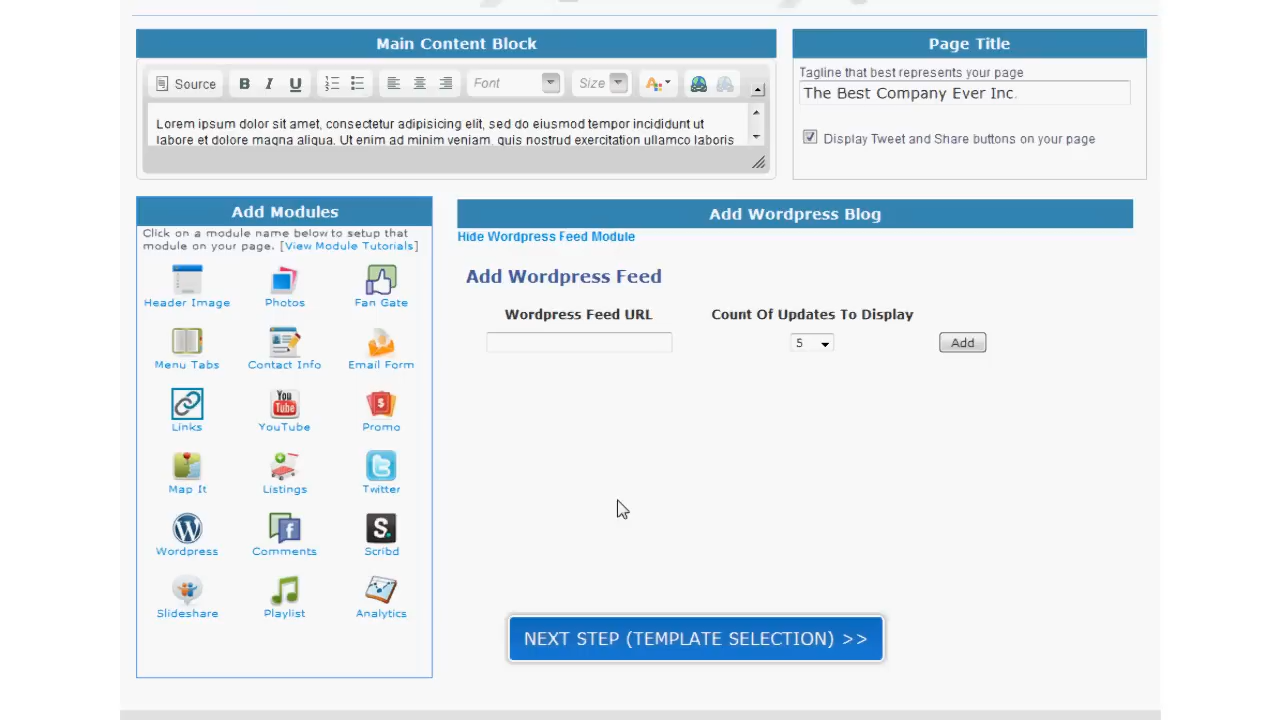 Main Content Block
Source B I U Font Size A
Lorem ipsum dolor sit amet, consectetur adipisicing elit, sed do eiusmod tempor incididunt ut
labore et dolore magna aliqua. Ut enim ad minim veniam, quis nostrud exercitation ullamco laboris
Page Title
Tagline that best represents your page
The Best Company Ever Inc.
Display Tweet and Share buttons on your page
Add Modules
Click on a module name below to setup that
module on your page. [View Module Tutorials]
Header Image Photos Fan Gate
Menu Tabs Contact Info Email Form
You
Tube
Links YouTube Promo
Map It Listings Twitter
Wordpress Comments Scribd
Slideshare Playlist Analytics
Add Wordpress Blog
Hide Wordpress Feed Module
Add Wordpress Feed
Wordpress Feed URL Count Of Updates To Display
5 Add
NEXT STEP (TEMPLATE SELECTION) >>